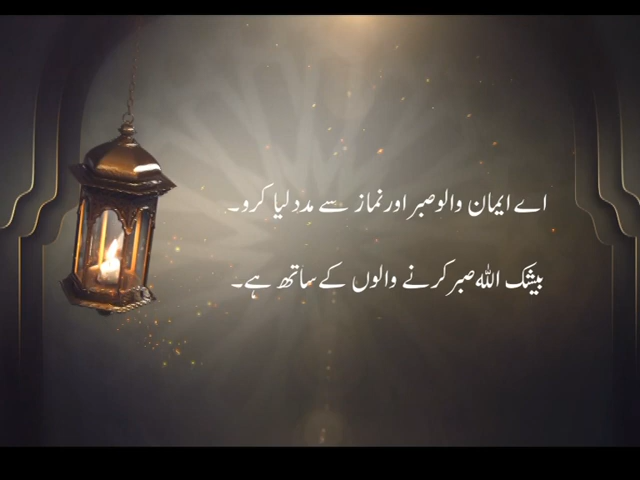 اے ایمان والو صبر اور نماز سے مدد لیا کرو۔
بیشک اللہ صبر کرنے والوں کے ساتھ ہے۔